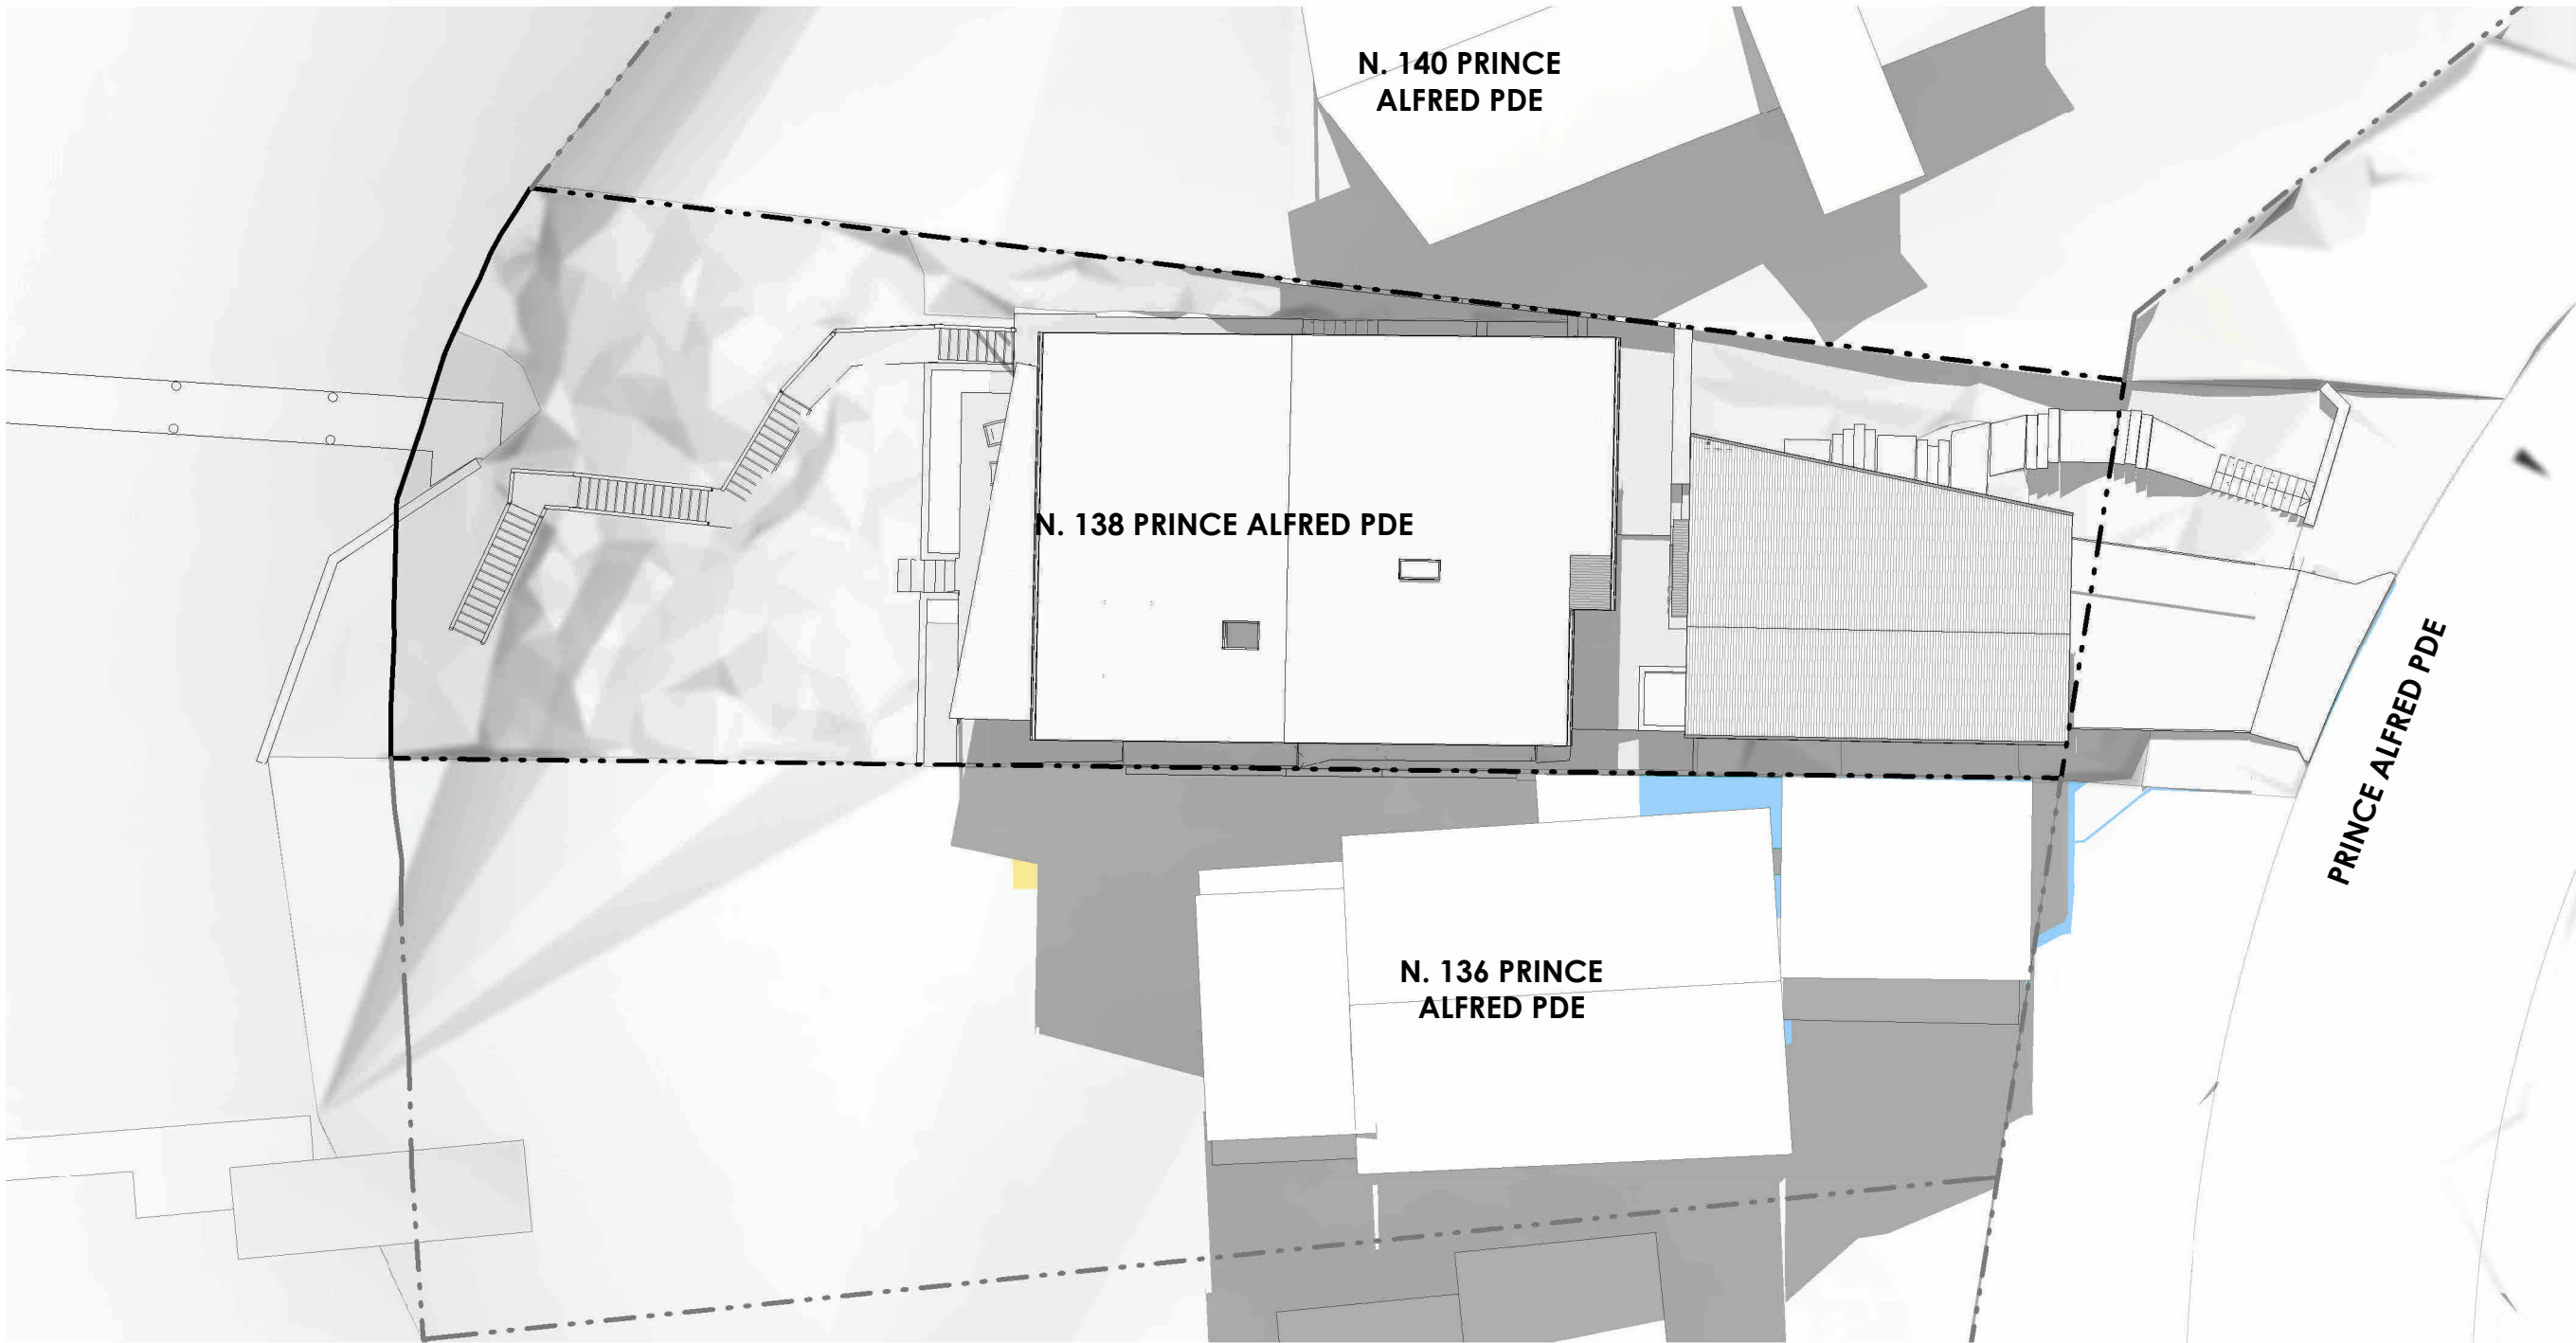 N. 140 PRINCE
ALFRED PDE
N. 138 PRINCE ALFRED PDE
PRINCE ALFRED PDE
N. 136 PRINCE
ALFRED PDE